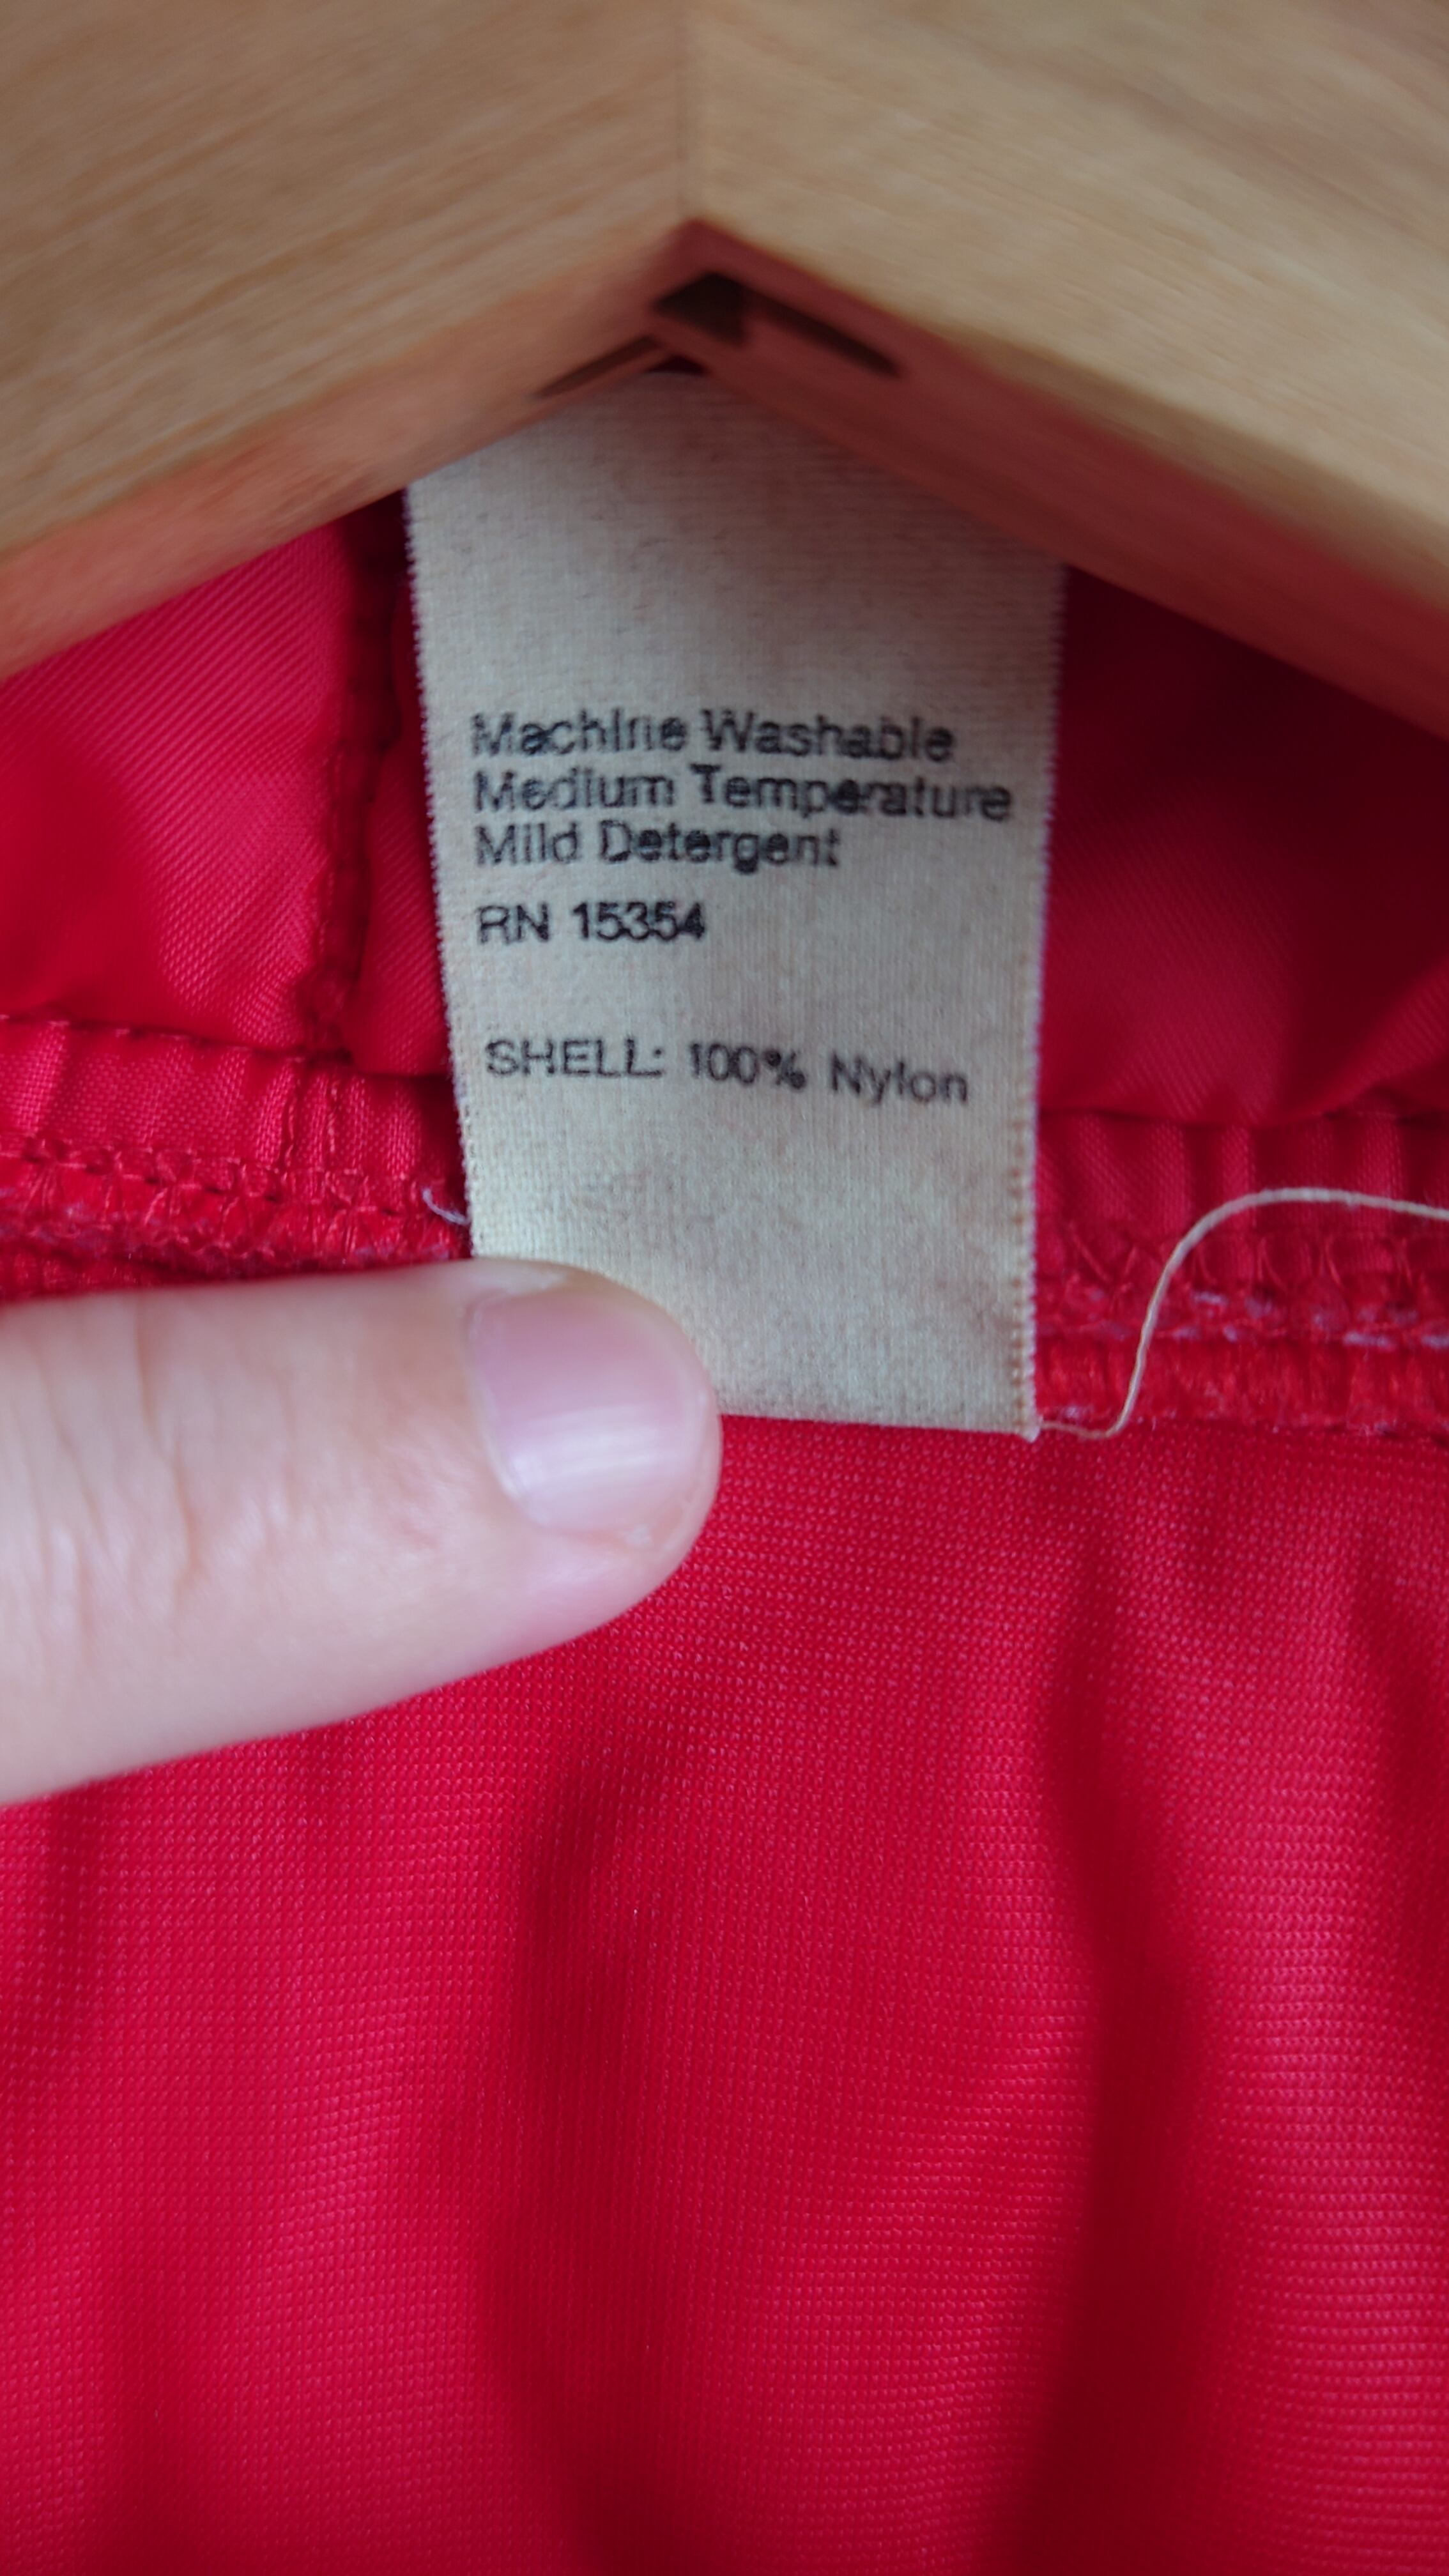 Machine Washable
Medium Temperature
Mild Detergent
RN 15354
SHELL: 100% Nylon